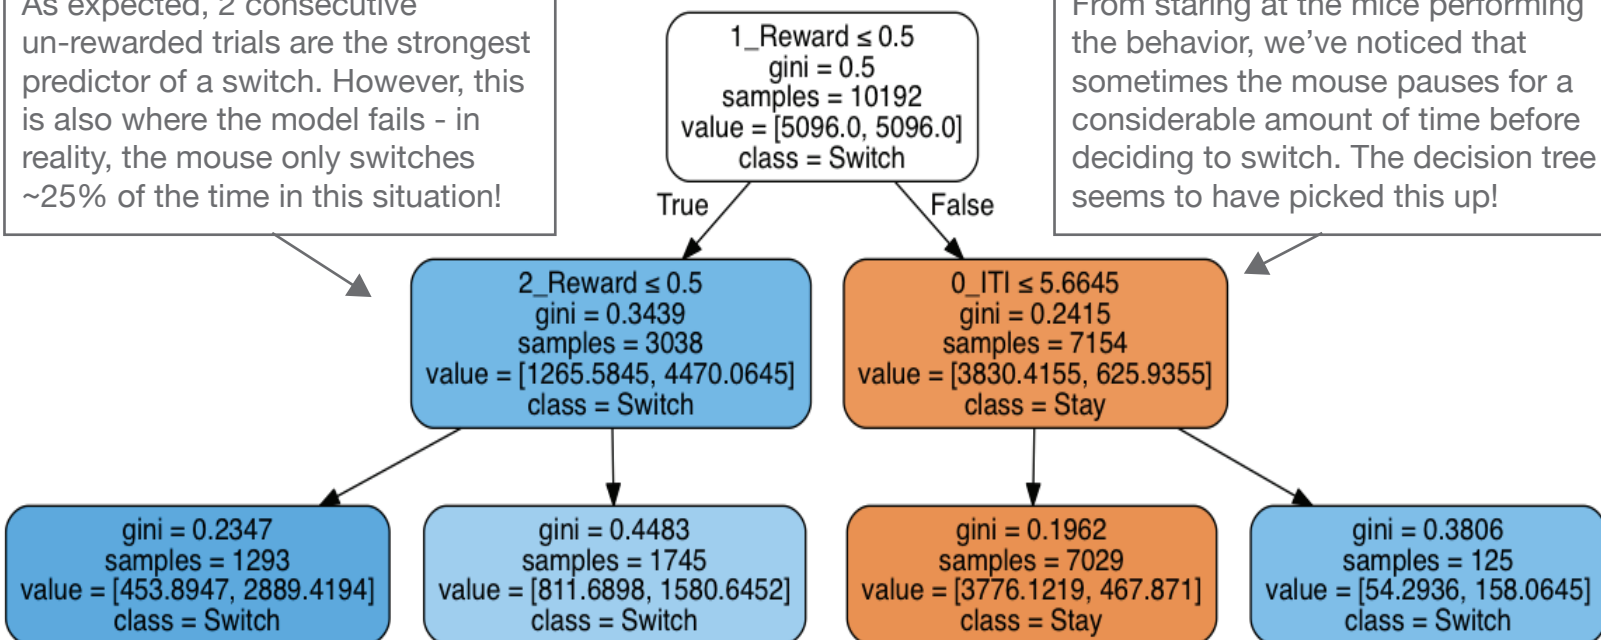 As expected, 2 consecutive
un-rewarded trials are the strongest
predictor of a switch. However, this
is also where the model fails - in
reality, the mouse only switches
~25% of the time in this situation!
1_Reward ≤ 0.5
gini = 0.5
samples = 10192
value = [5096.0, 5096.0]
class = Switch
From staring at the mice performing
the behavior, we’ve noticed that
sometimes the mouse pauses for a
considerable amount of time before
deciding to switch. The decision tree
seems to have picked this up!
True
False
2_Reward ≤ 0.5
gini = 0.3439
samples = 3038
value = [1265.5845, 4470.0645]
class = Switch
0_ITI ≤ 5.6645
gini = 0.2415
samples = 7154
value = [3830.4155, 625.9355]
class = Stay
gini = 0.2347
samples = 1293
value = [453.8947, 2889.4194]
class = Switch
gini = 0.4483
samples = 1745
value = [811.6898, 1580.6452]
class = Switch
gini = 0.1962
samples = 7029
value = [3776.1219, 467.871]
class = Stay
gini = 0.3806
samples = 125
value = [54.2936, 158.0645]
class = Switch